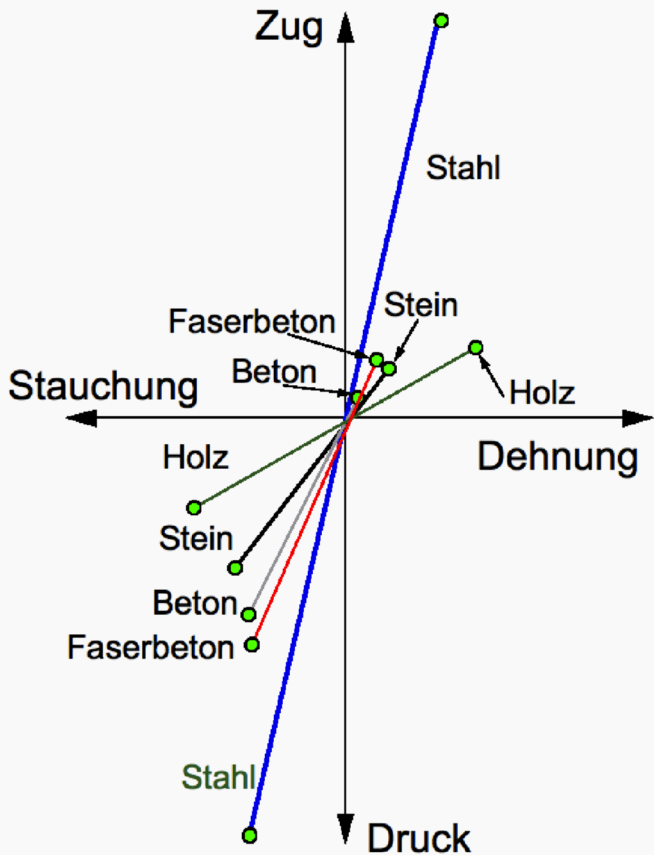 Zug
Stahl
Stein
Faserbeton
Beton
Stauchung
Holz
Dehnung
Holz
Stein
Beton
Faserbeton
Stahl
Druck